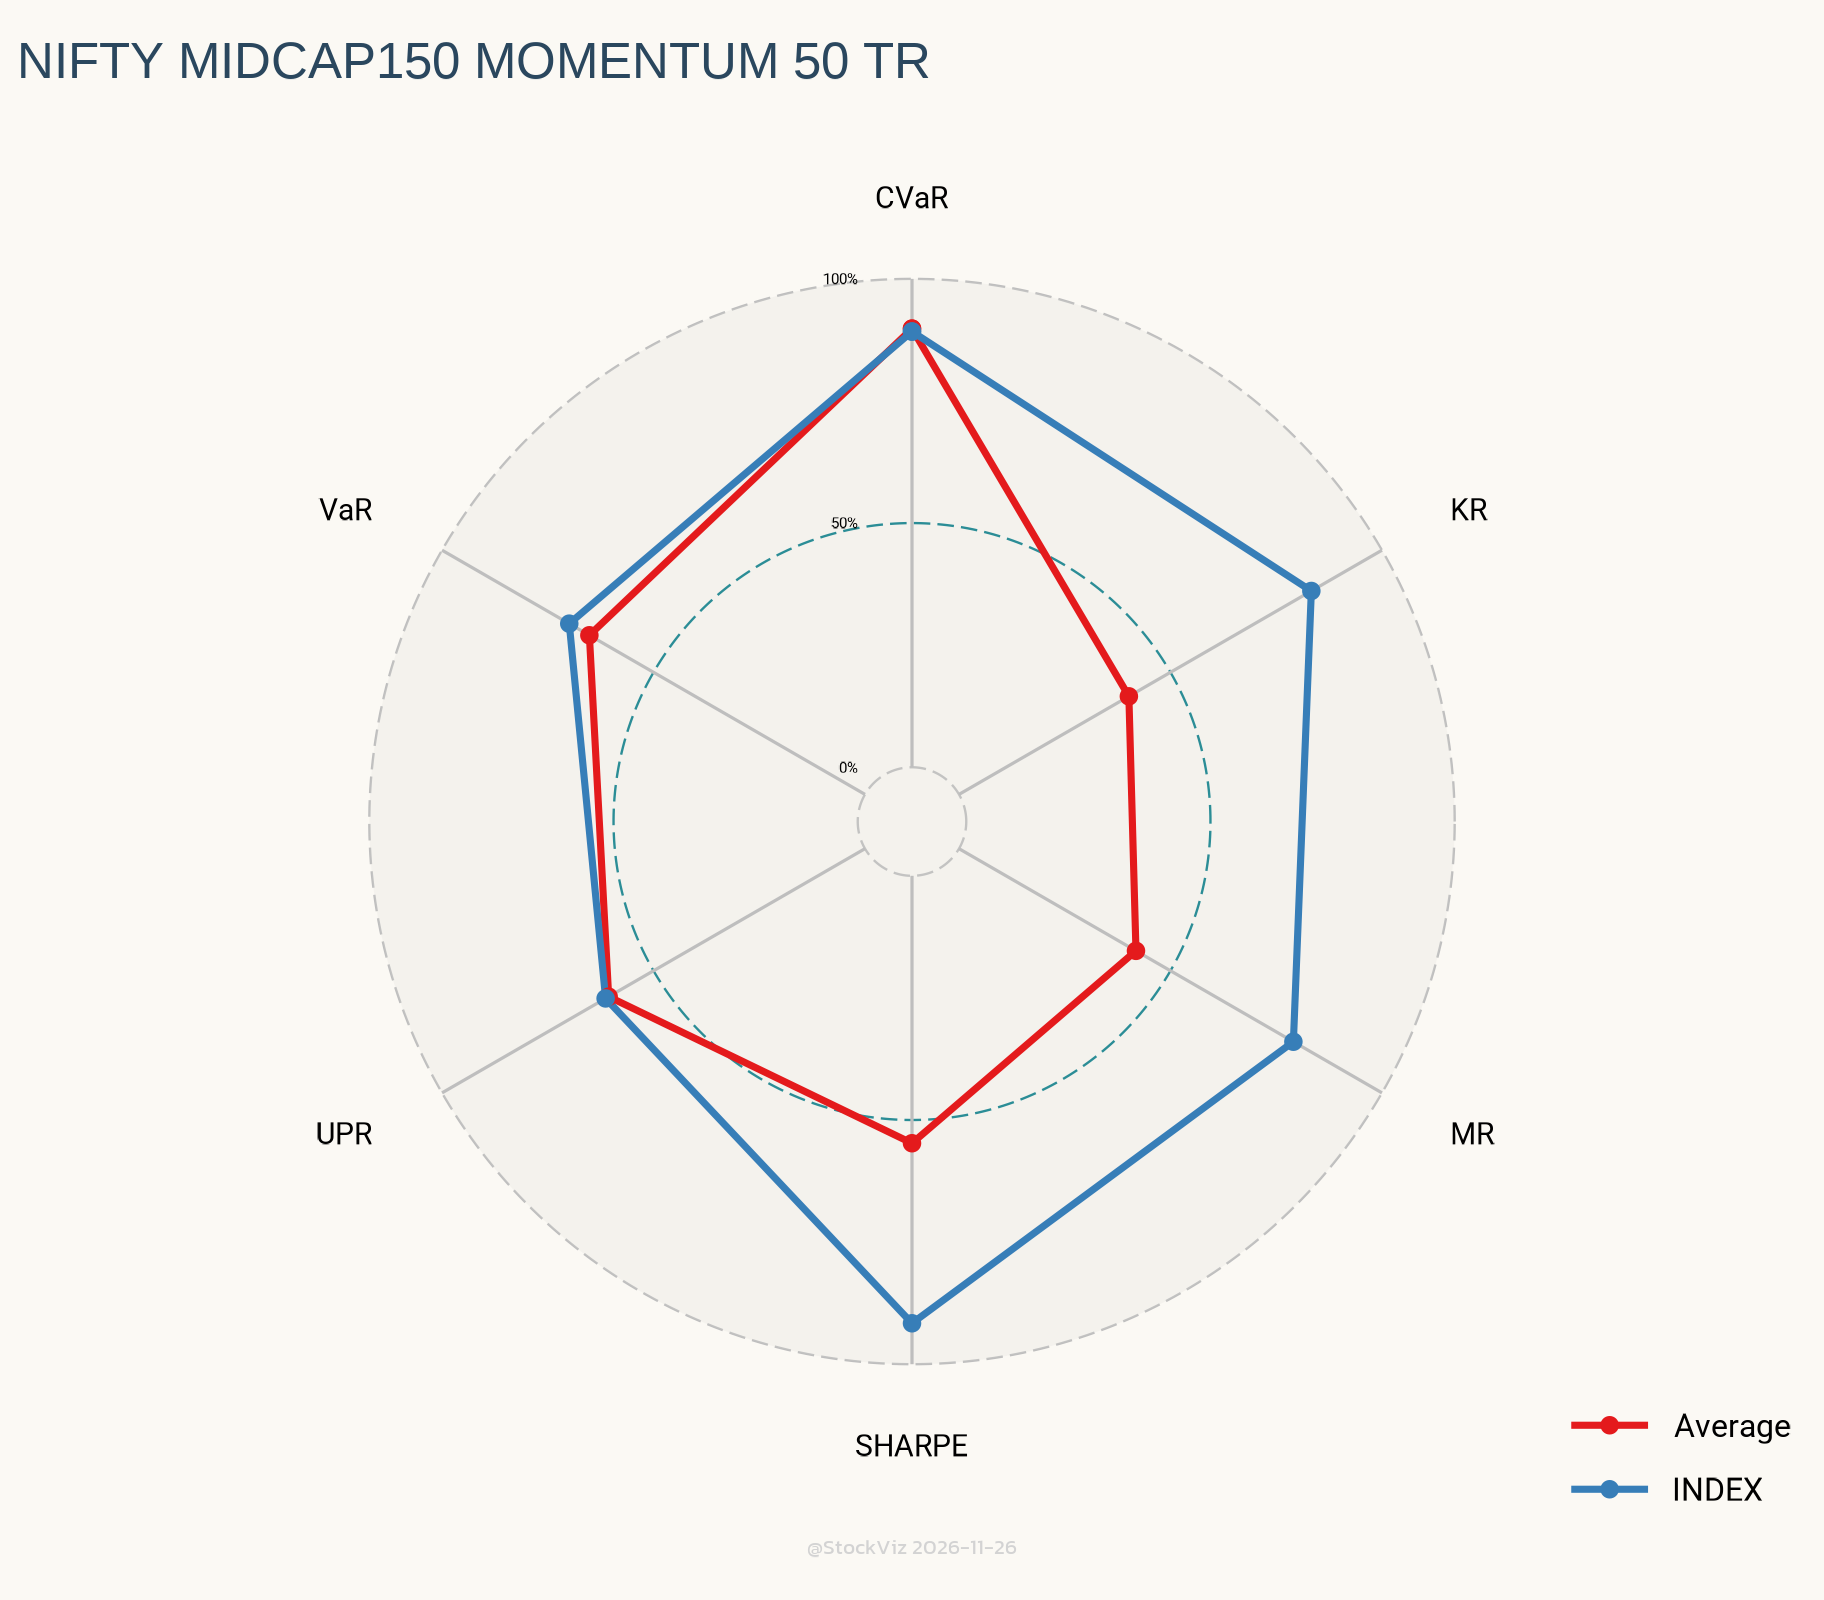 NIFTY MIDCAP150 MOMENTUM 50 TR
CVaR
100%
VaR
KR
50%
0%
UPR
MR
SHARPE
Average
INDEX
@StockViz 2026-11-26